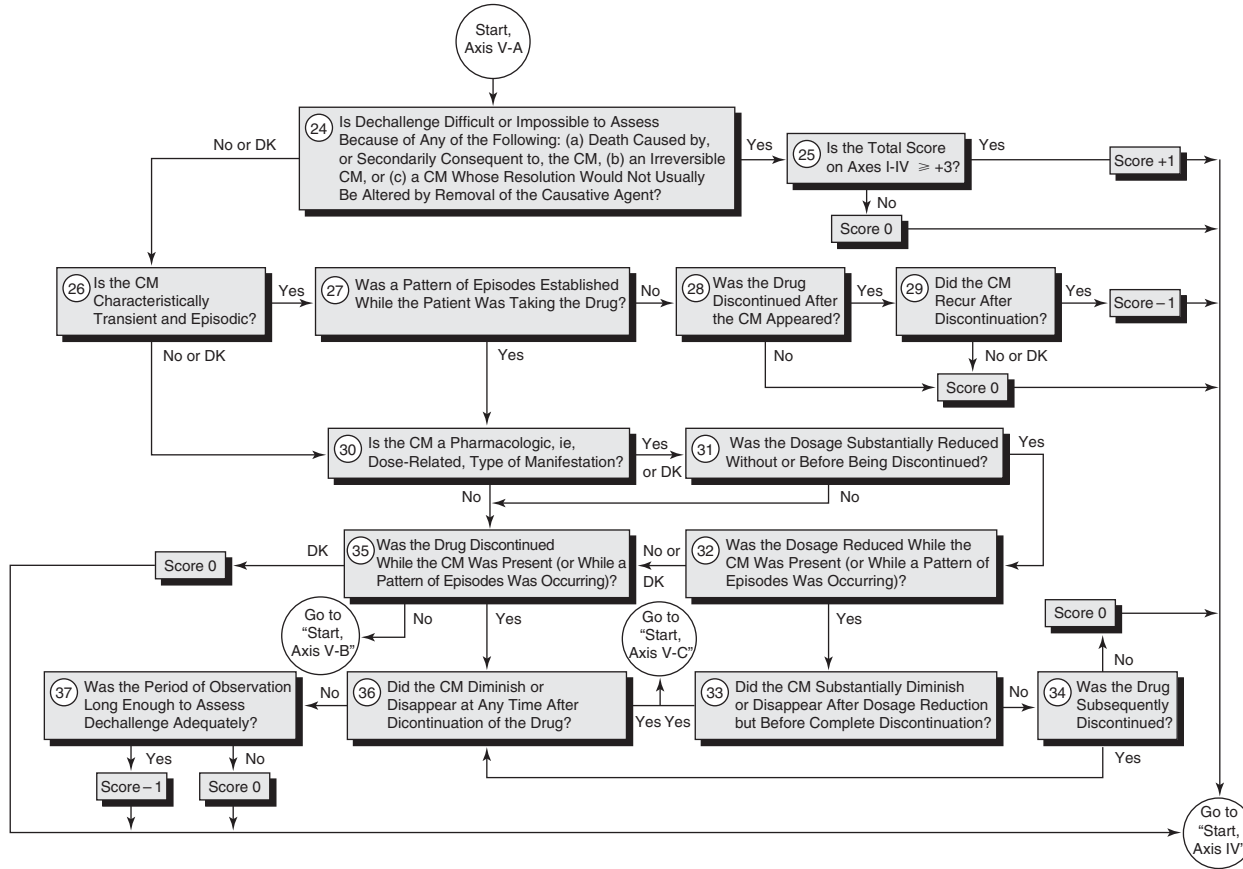 Start,
Axis V-A
24
Is Dechallenge Difficult or Impossible to Assess
Because of Any of the Following: (a) Death Caused by,
or Secondarily Consequent to, the CM, (b) an Irreversible
CM, or (c) a CM Whose Resolution Would Not Usually
Be Altered by Removal of the Causative Agent?
No or DK
Yes
25
Is the Total Score
on Axes I-IV ⩾ +3?
Yes
Score +1
No
Score 0
26
Is the CM
Characteristically
Transient and Episodic?
Yes
No or DK
27
Was a Pattern of Episodes Established
While the Patient Was Taking the Drug?
No
Yes
28
Was the Drug
Discontinued After
the CM Appeared?
Yes
No
29
Did the CM
Recur After
Discontinuation?
Yes
Score – 1
No or DK
Score 0
30
Is the CM a Pharmacologic, ie,
Dose-Related, Type of Manifestation?
Yes
or DK
No
31
Was the Dosage Substantially Reduced
Without or Before Being Discontinued?
Yes
No
35
Was the Drug Discontinued
While the CM Was Present (or While a
Pattern of Episodes Was Occurring)?
DK
Score 0
No
Yes
Go to
"Start,
Axis V-B"
32
Was the Dosage Reduced While the
CM Was Present (or While a Pattern of
Episodes Was Occurring)?
No or
DK
Yes
Go to
"Start,
Axis V-C"
Score 0
37
Was the Period of Observation
Long Enough to Assess
Dechallenge Adequately?
Yes
No
Score – 1
Score 0
36
Did the CM Diminish or
Disappear at Any Time After
Dicontinuation of the Drug?
No
Yes
Yes
33
Did the CM Substantially Diminish
or Disappear After Dosage Reduction
but Before Complete Discontinuation?
No
34
Was the Drug
Subsequently
Discontinued?
No
Yes
Go to
"Start,
Axis IV"